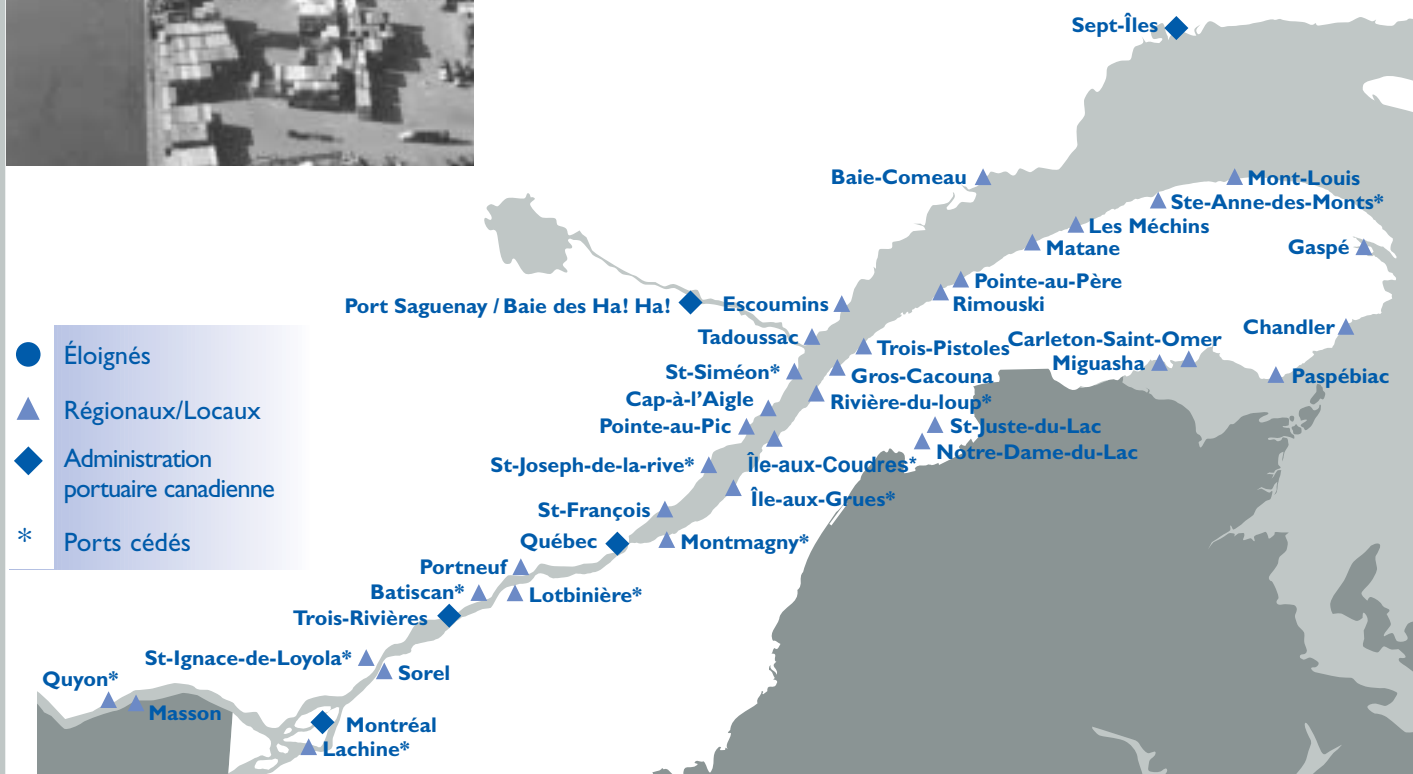 Sept-Îles
Baie-Comeau
Mont-Louis
Ste-Anne-des-Monts*
Les Méchins
Matane
Gaspé
Pointe-au-Père
Rimouski
Port Saguenay / Baie des Ha! Ha!
Escoumins
Tadoussac
Trois-Pistoles
Carleton-Saint-Omer
Chandler
Miguasha
Paspébiac
St-Siméon*
Gros-Cacouna
Cap-à-l'Aigle
Rivière-du-loup*
Pointe-au-Pic
St-Juste-du-Lac
Notre-Dame-du-Lac
St-Joseph-de-la-rive*
Île-aux-Coudres*
Île-aux-Grues*
St-François
Québec
Montmagny*
Portneuf
Batiscan*
Lotbinière*
Trois-Rivières
St-Ignace-de-Loyola*
Sorel
Quyon*
Masson
Montréal
Lachine*
Éloignés
Régionaux/Locaux
Administration
portuaire canadienne
* Ports cédés